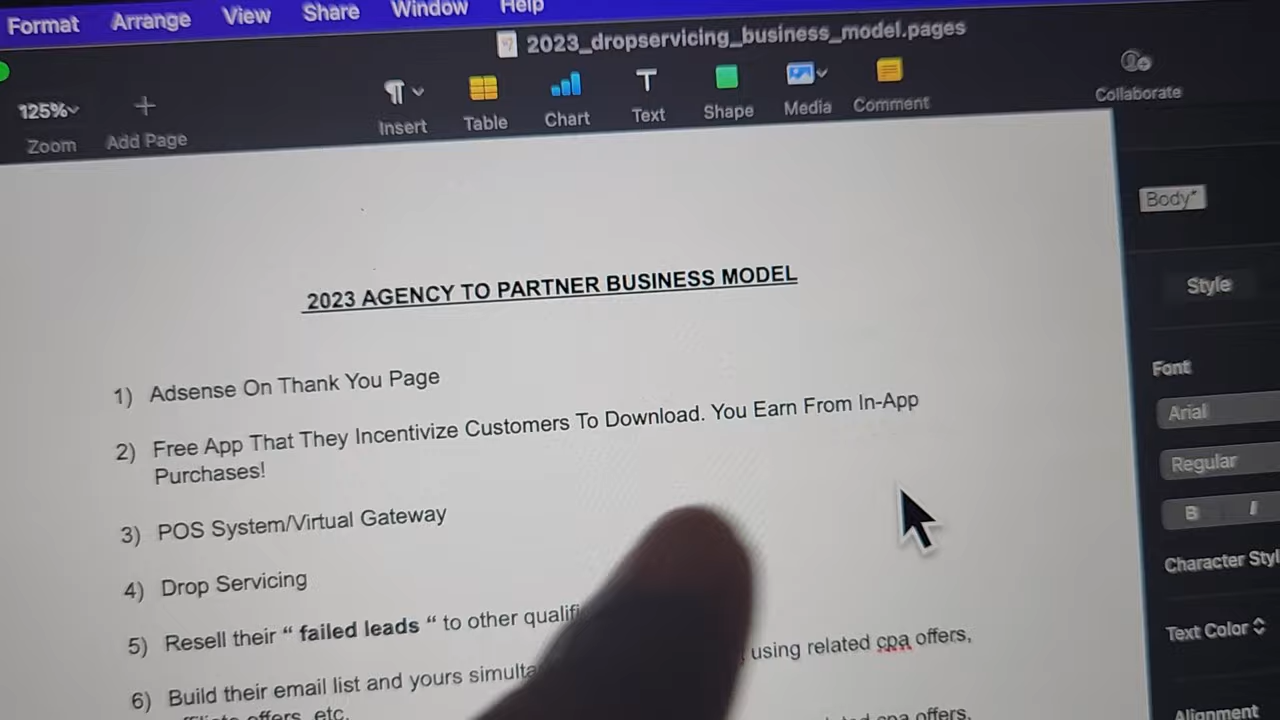 Format Arrange View Share Window Help
2023_dropservicing_business_model.pages
125%
Zoom Add Page Insert Table Chart Text Shape Media Comment Collaborate
Body*
2023 AGENCY TO PARTNER BUSINESS MODEL
Style
1) Adsense On Thank You Page
Font
2) Free App That They Incentivize Customers To Download. You Earn From In-App
Purchases!
Arial
Regular
3) POS System/Virtual Gateway
B I
4) Drop Servicing
Character Styl
5) Resell their “ failed leads “ to other
Text Color
6) Build their email list and yours using related cpa offers,
offers, etc.
cpa offers,
Alignment